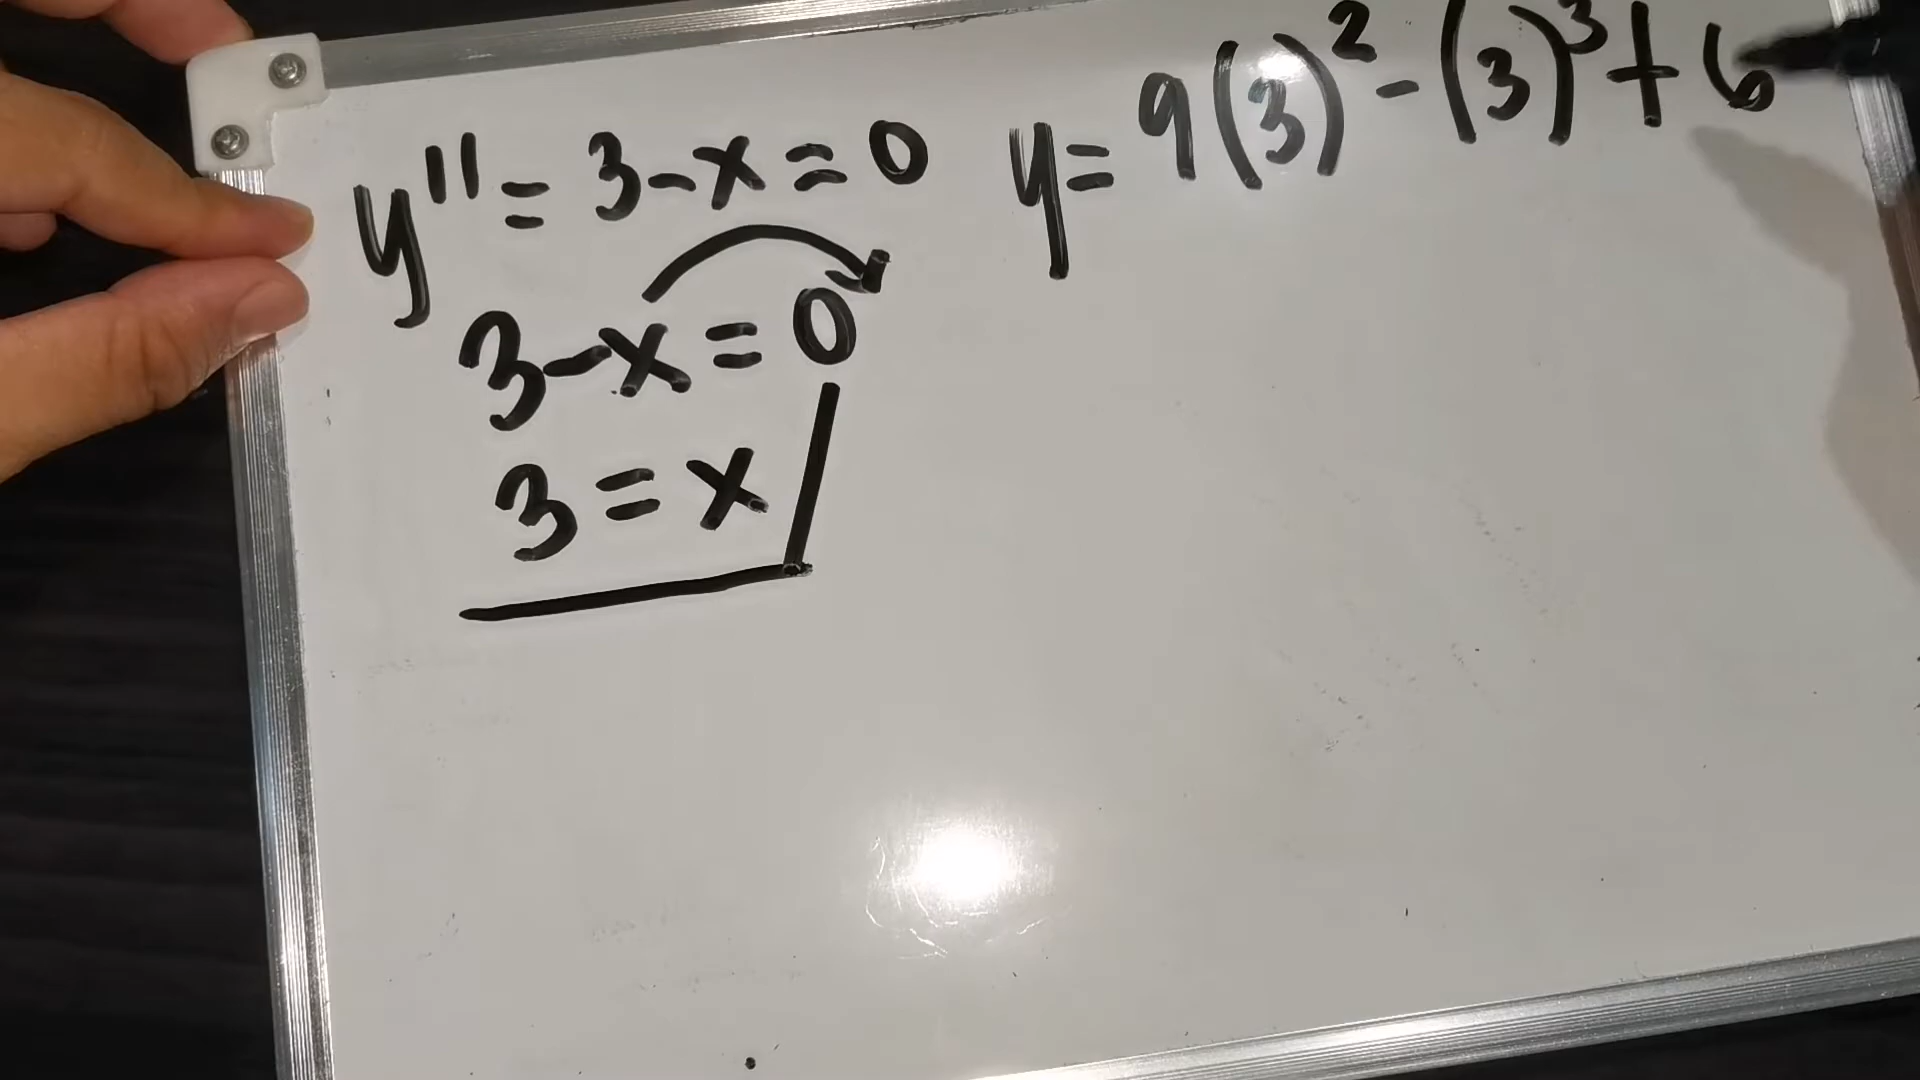 y'' = 3 - x = 0
3 - x = 0
3 = x
y = 9(3)² - (3)³ + 6